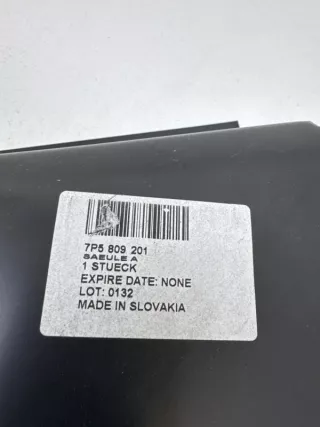 7P5 809 201
SAEULE A
1 STUECK
EXPIRE DATE: NONE
LOT: 0132
MADE IN SLOVAKIA